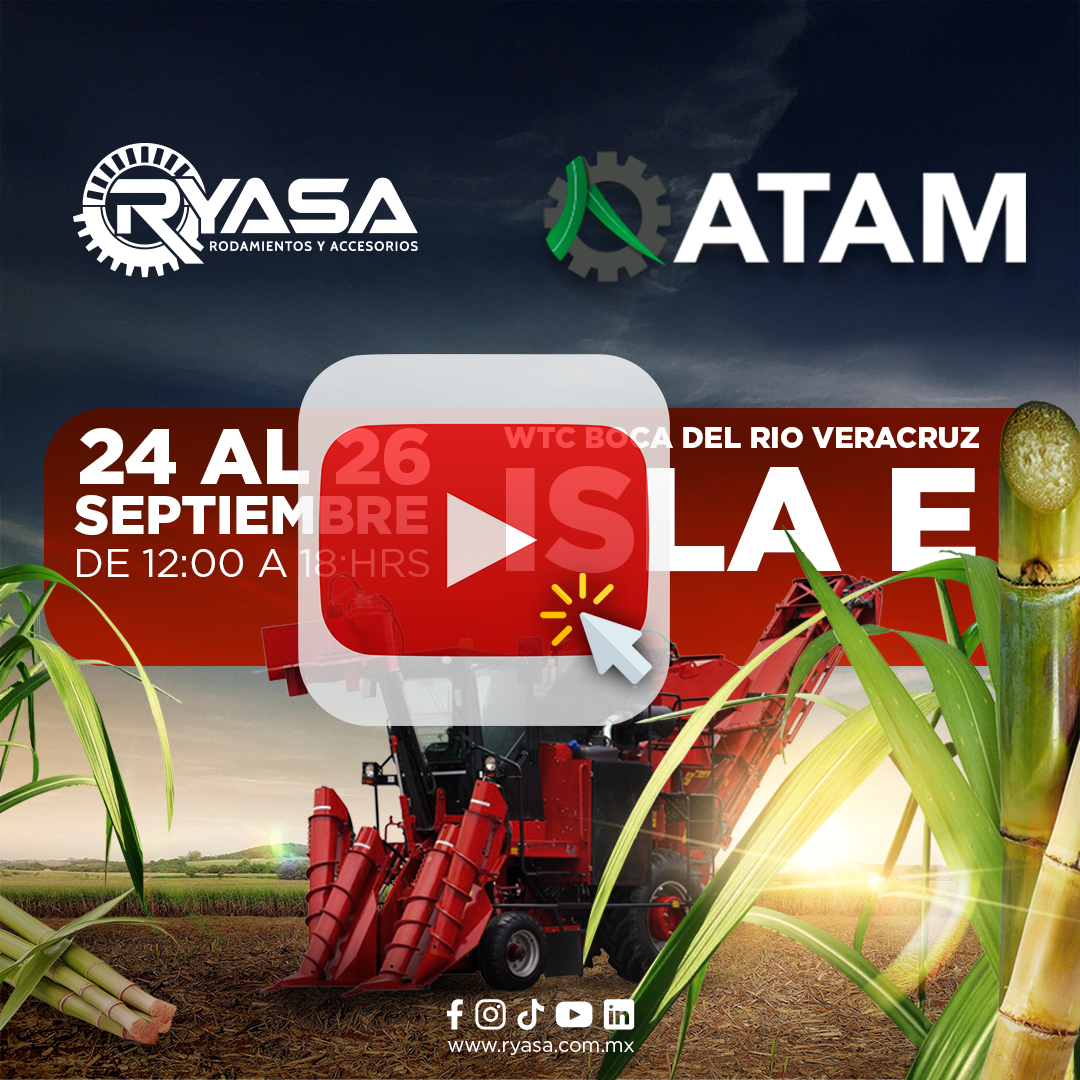 RYASA
RODAMIENTOS Y ACCESORIOS
ATAM
24 AL 26
SEPTIEMBRE
DE 12:00 A 18:HRS
WTC BOCA DEL RIO VERACRUZ
ISLA E
www.ryasa.com.mx